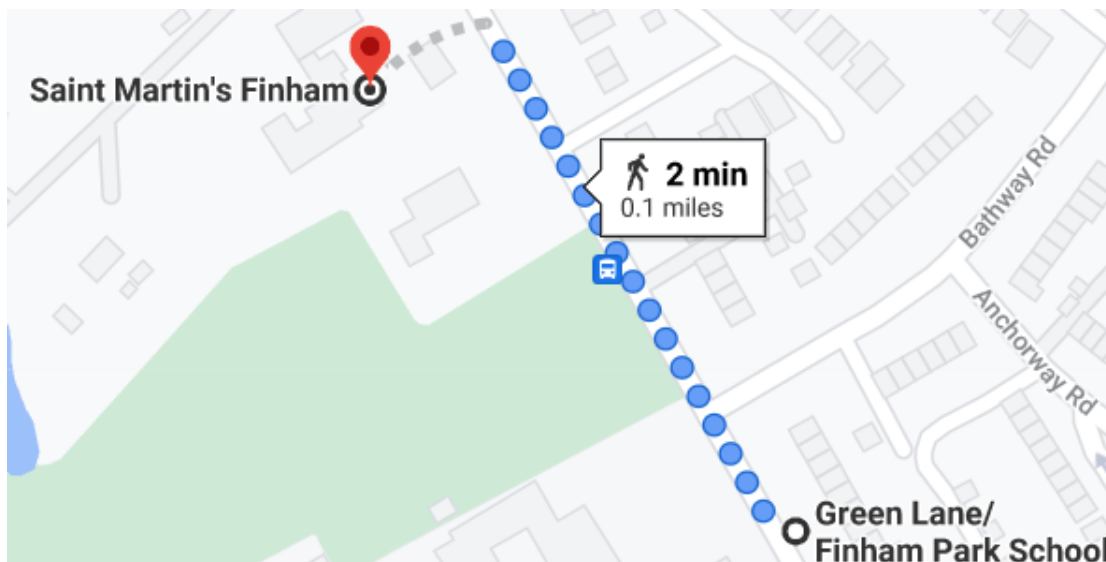 Saint Martin's Finham
2 min
0.1 miles
Bathway Rd
Anchorway Rd
Green Lane/
Finham Park School